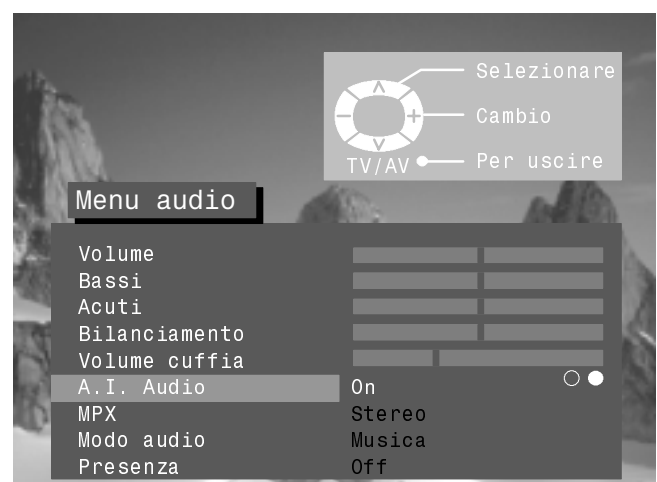 Selezionare
Cambio
TV/AV Per uscire
Menu audio
Volume
Bassi
Acuti
Bilanciamento
Volume cuffia
A.I. Audio On
MPX Stereo
Modo audio Musica
Presenza Off